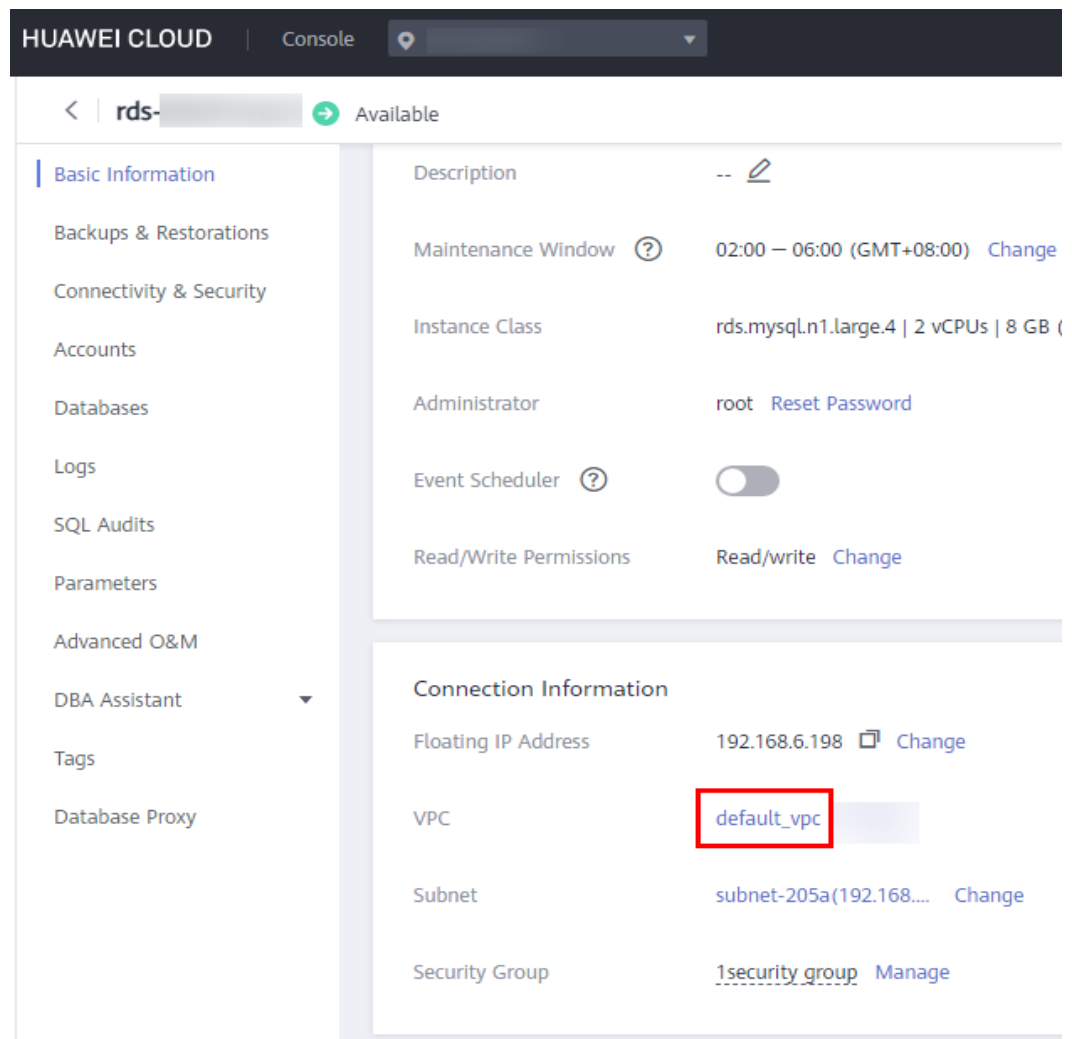 HUAWEI CLOUD | Console
rds- Available
Basic Information
Backups & Restorations
Connectivity & Security
Accounts
Databases
Logs
SQL Audits
Parameters
Advanced O&M
DBA Assistant
Tags
Database Proxy
Description -- 
Maintenance Window ? 02:00 — 06:00 (GMT+08:00) Change
Instance Class rds.mysql.n1.large.4 | 2 vCPUs | 8 GB (
Administrator root Reset Password
Event Scheduler ?
Read/Write Permissions Read/write Change
Connection Information
Floating IP Address 192.168.6.198 Change
VPC default_vpc
Subnet subnet-205a(192.168.... Change
Security Group 1security group Manage